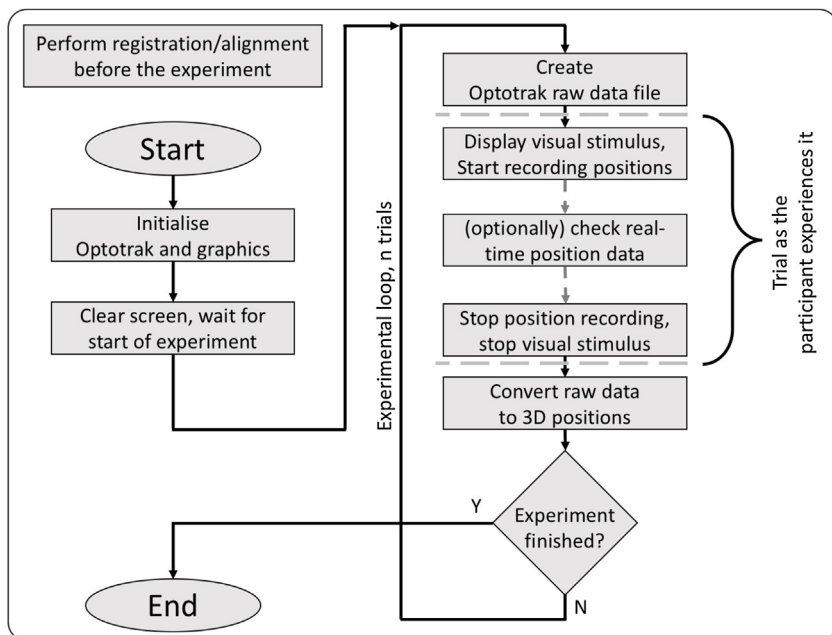 Perform registration/alignment
before the experiment
Start
Initialise
Optotrak and graphics
Clear screen, wait for
start of experiment
Experimental loop, n trials
Create
Optotrak raw data file
Display visual stimulus,
Start recording positions
(optionally) check real-
time position data
Stop position recording,
stop visual stimulus
Trial as the
participant experiences it
Convert raw data
to 3D positions
Experiment
finished?
Y
N
End